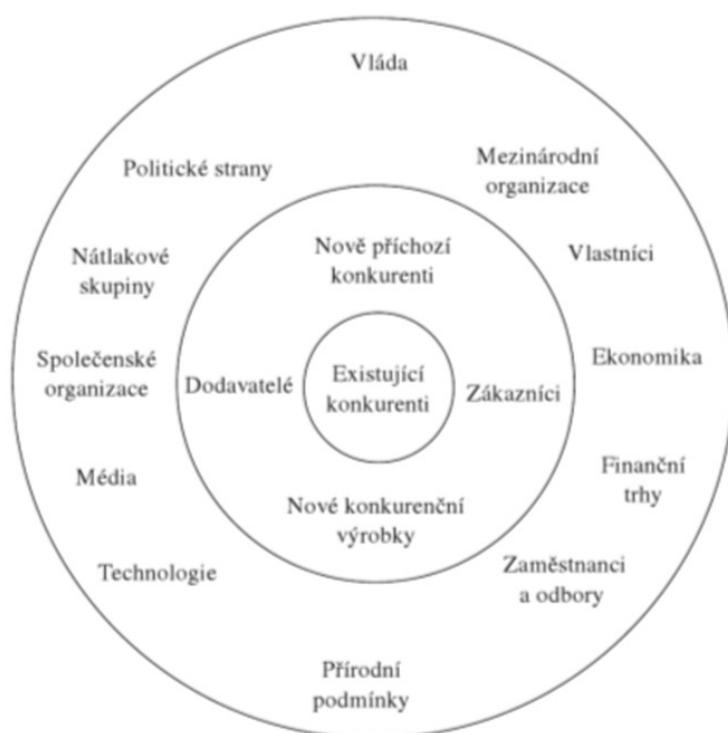 Vláda
Politické strany
Mezinárodní
organizace
Nově příchozí
konkurenti
Vlastníci
Nátlakové
skupiny
Společenské
organizace
Dodavatelé
Existující
konkurenti
Zákazníci
Ekonomika
Média
Finanční
trhy
Nové konkurenční
výrobky
Technologie
Zaměstnanci
a odbory
Přírodní
podmínky